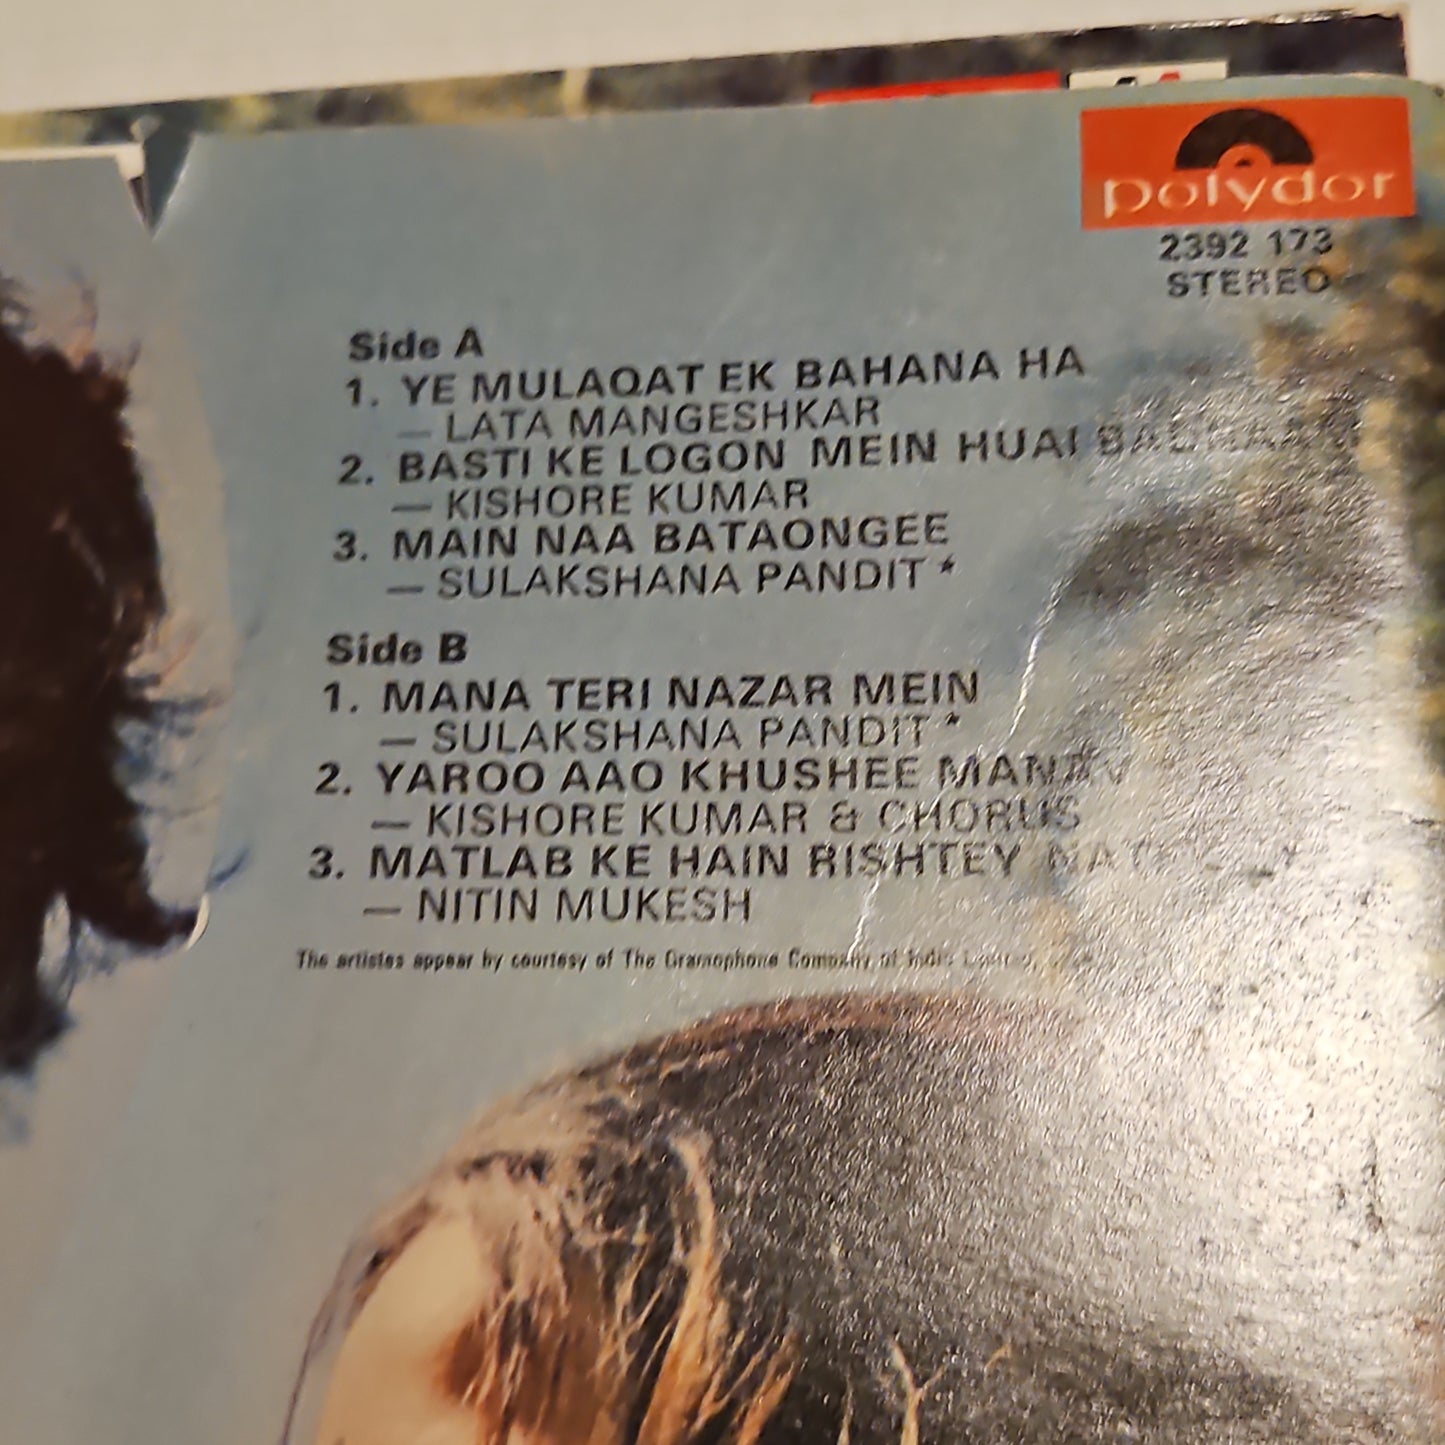 polydor
2392 173
STEREO
Side A
1. YE MULAQAT EK BAHANA HA
— LATA MANGESHKAR
2. BASTI KE LOGON MEIN HUAI
— KISHORE KUMAR
3. MAIN NAA BATAONGEE
— SULAKSHANA PANDIT *
Side B
1. MANA TERI NAZAR MEIN
— SULAKSHANA PANDIT *
2. YAROO AAO KHUSHEE
— KISHORE KUMAR & CHORUS
3. MATLAB KE HAIN RISHTEY
— NITIN MUKESH
The artistes appear by courtesy of The Gramophone Company of India